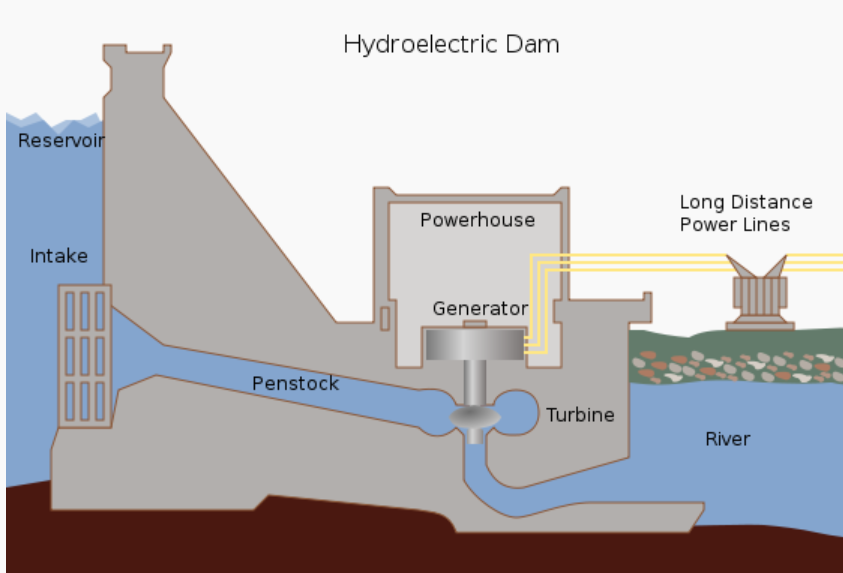 Hydroelectric Dam
Reservoir
Intake
Powerhouse
Long Distance
Power Lines
Generator
Penstock
Turbine
River